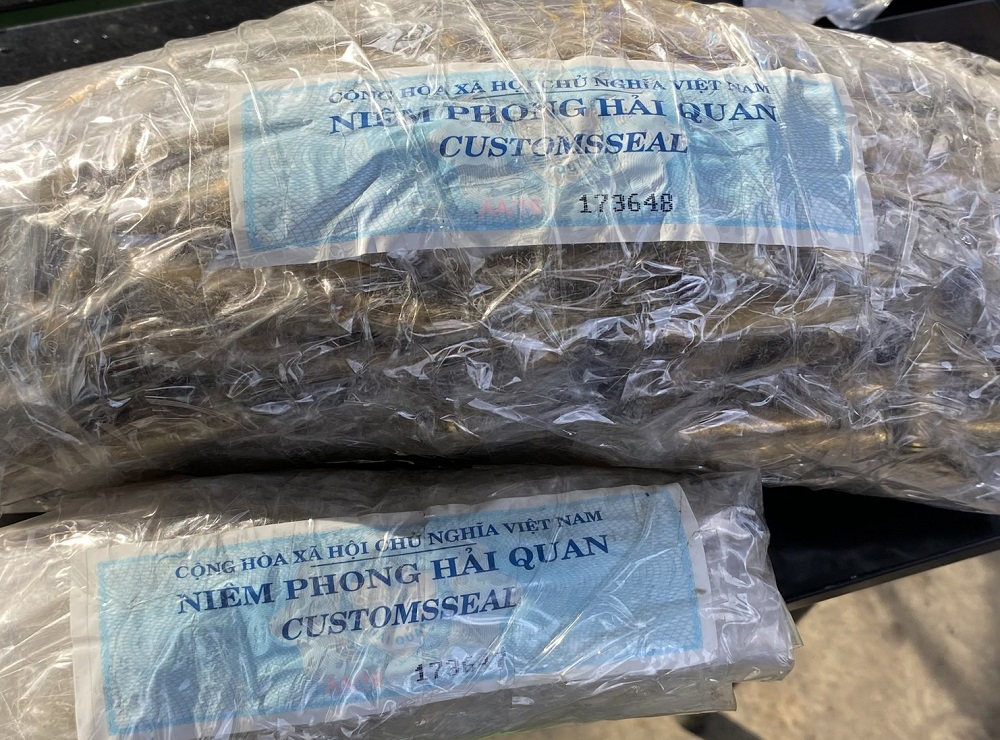 CỘNG HÒA XÃ HỘI CHỦ NGHĨA VIỆT NAM
NIÊM PHONG HẢI QUAN
CUSTOMSSEAL
173648
CỘNG HÒA XÃ HỘI CHỦ NGHĨA VIỆT NAM
NIÊM PHONG HẢI QUAN
CUSTOMSSEAL